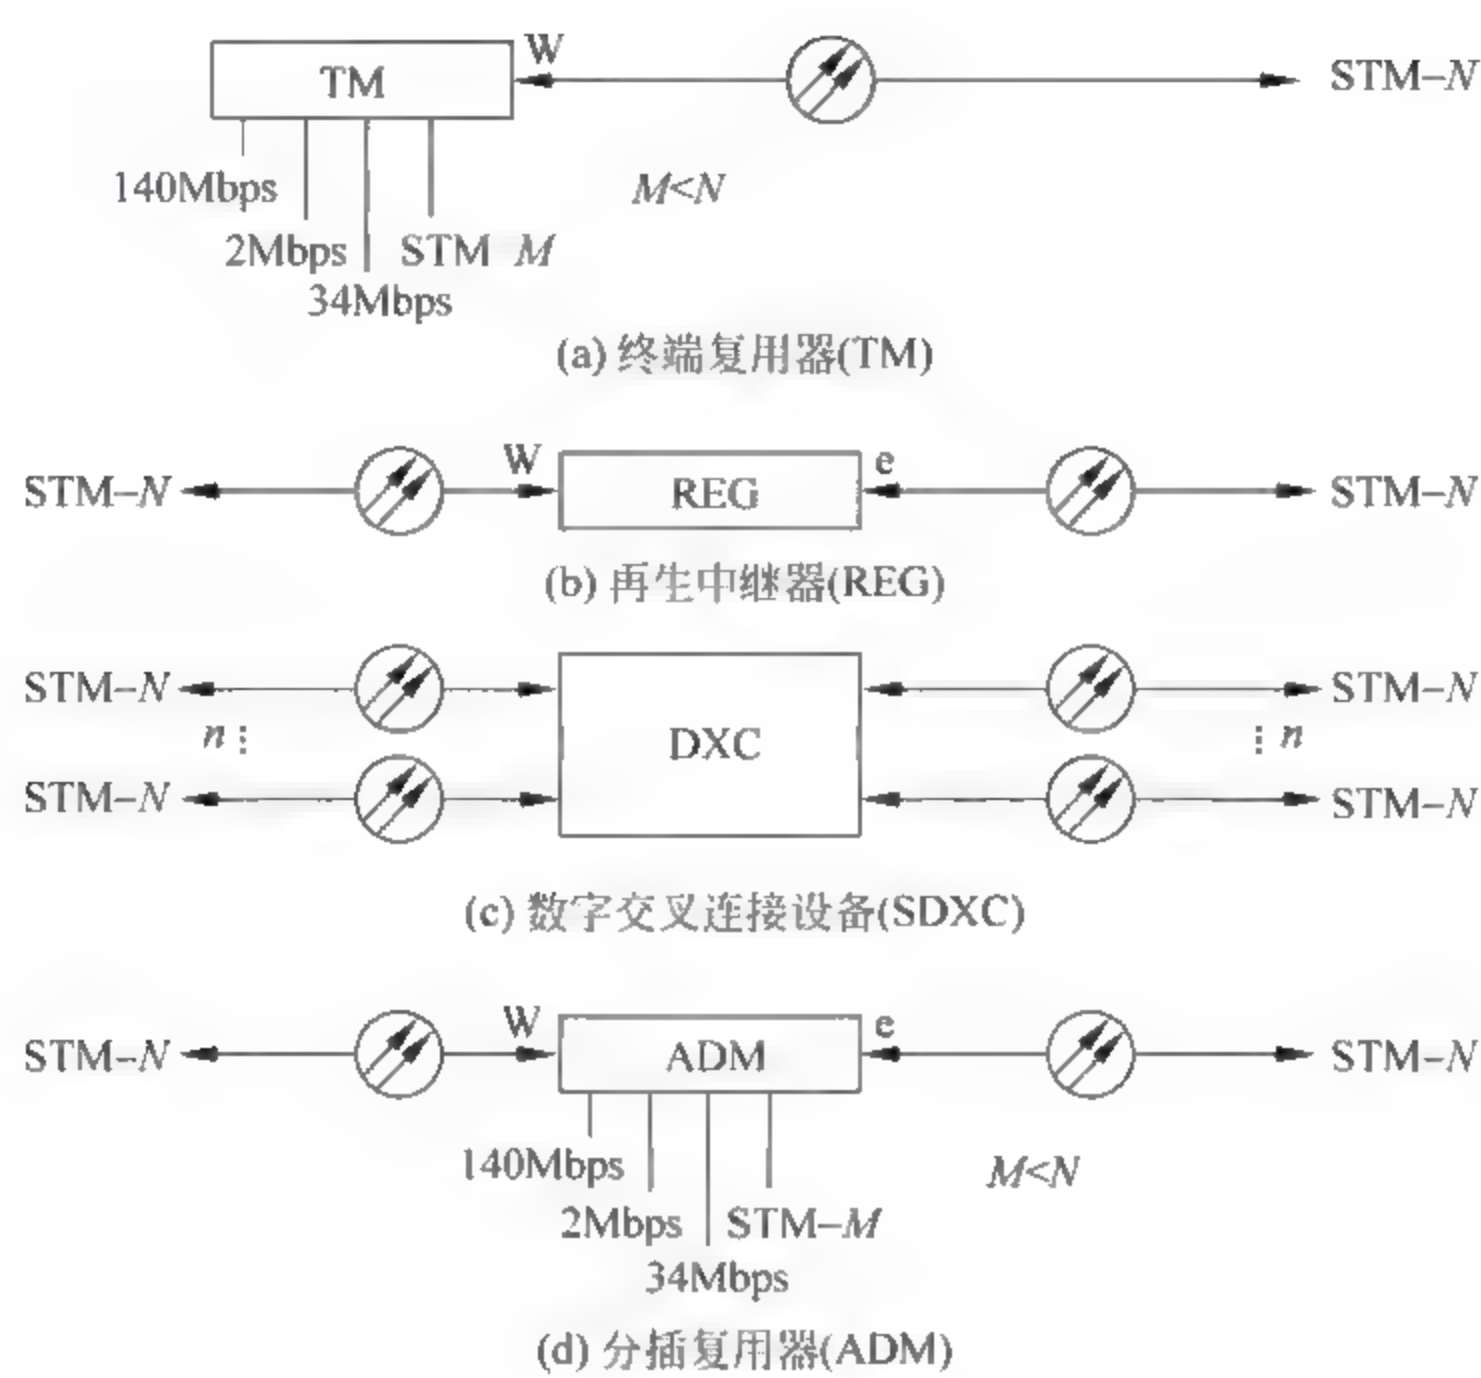 W
TM
STM–N
140Mbps
M<N
2Mbps
STM M
34Mbps
(a) 终端复用器(TM)
STM–N
W
REG
e
STM–N
(b) 再生中继器(REG)
STM–N
STM–N
n
DXC
n
STM–N
STM–N
(c) 数字交叉连接设备(SDXC)
STM–N
W
ADM
e
STM–N
140Mbps
M<N
2Mbps
STM–M
34Mbps
(d) 分插复用器(ADM)